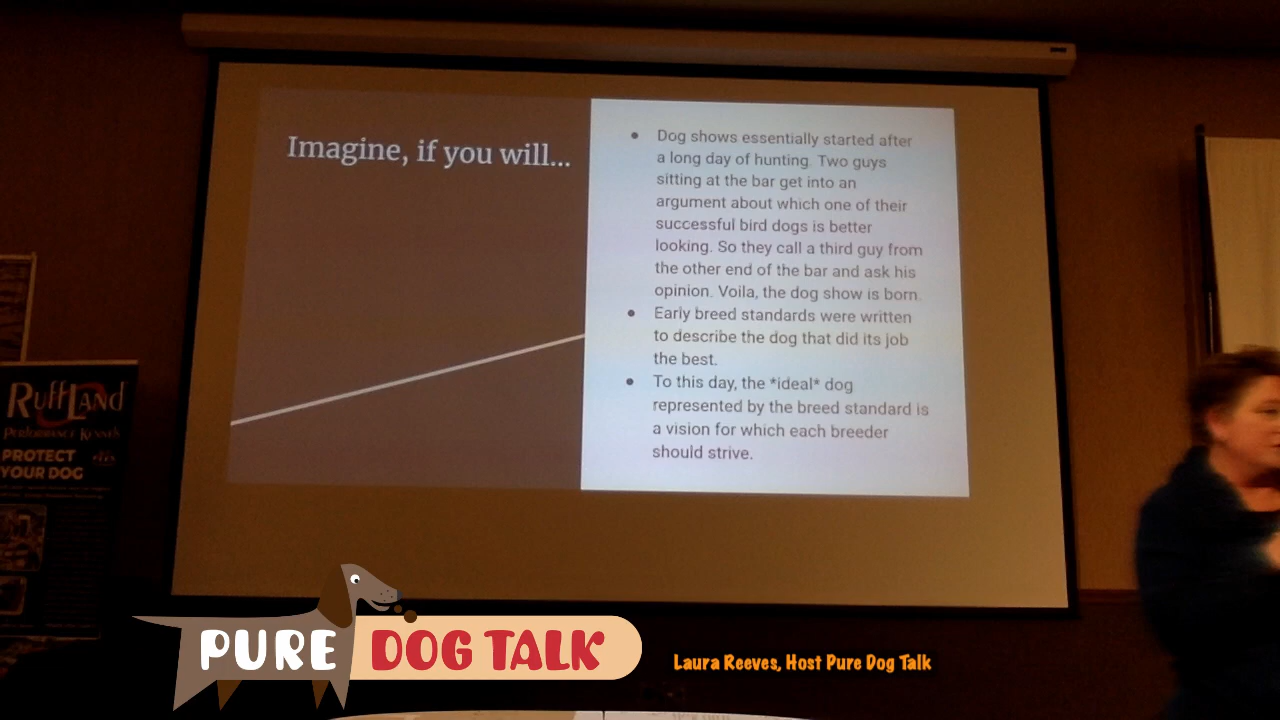 Imagine, if you will...
• Dog shows essentially started after
a long day of hunting. Two guys
sitting at the bar get into an
argument about which one of their
successful bird dogs is better
looking. So they call a third guy from
the other end of the bar and ask his
opinion. Voila, the dog show is born.
• Early breed standards were written
to describe the dog that did its job
the best.
• To this day, the *ideal* dog
represented by the breed standard is
a vision for which each breeder
should strive.
RUFFLAND
PERFORMANCE KENNELS
PROTECT
YOUR DOG
PURE DOG TALK
Laura Reeves, Host Pure Dog Talk